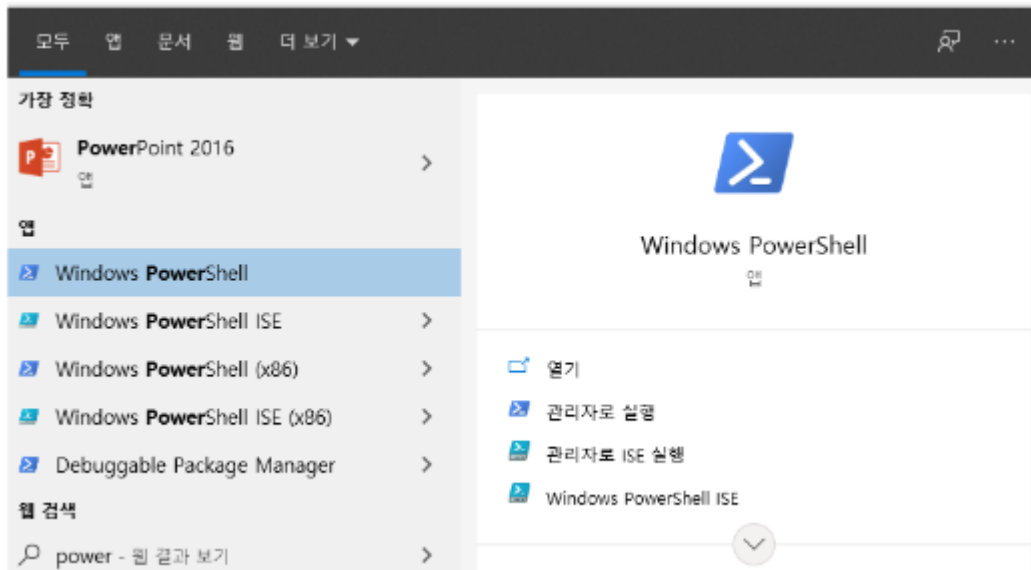 모두 앱 문서 웹 더 보기
가장 정확
PowerPoint 2016
앱
앱
Windows PowerShell
Windows PowerShell ISE
Windows PowerShell (x86)
Windows PowerShell ISE (x86)
Debuggable Package Manager
웹 검색
power - 웹 결과 보기
Windows PowerShell
앱
열기
관리자로 실행
관리자로 ISE 실행
Windows PowerShell ISE